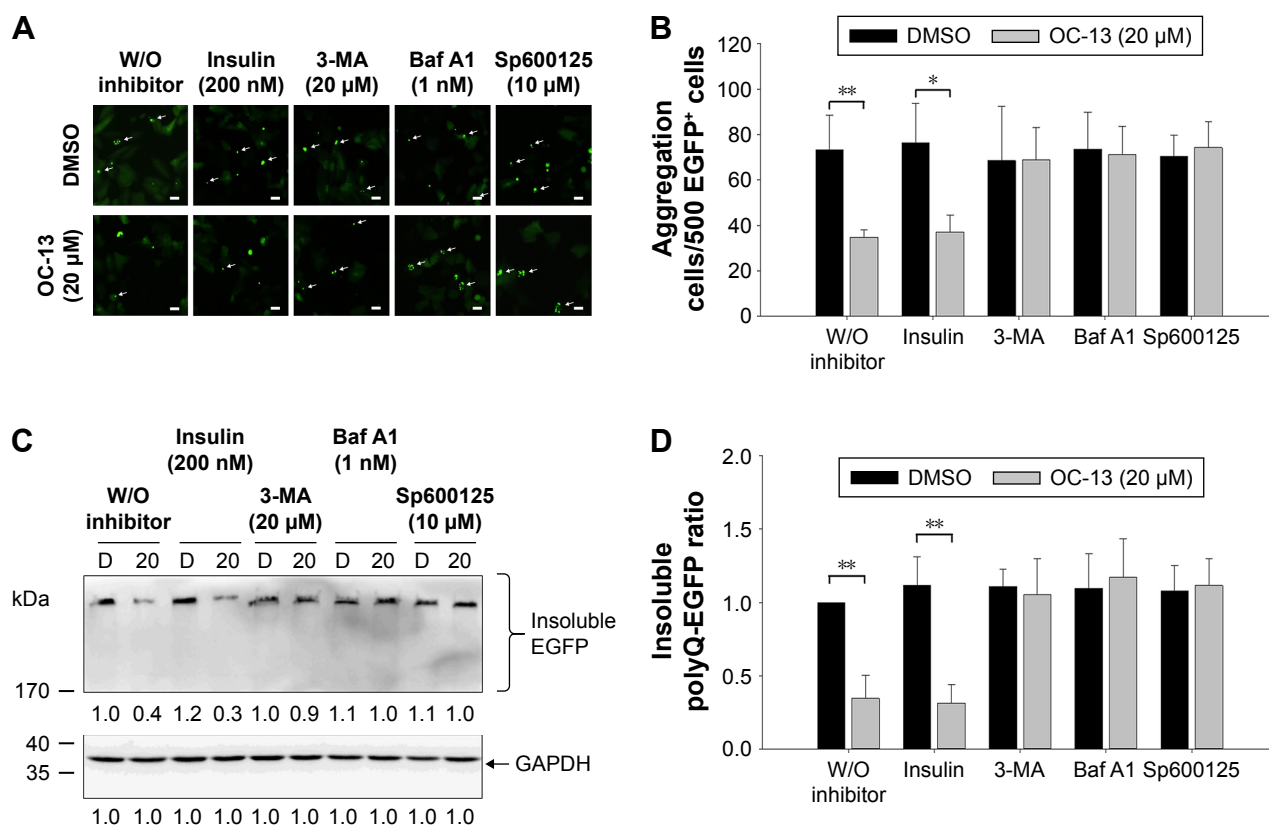 A
W/O
inhibitor
Insulin
(200 nM)
3-MA
(20 µM)
Baf A1
(1 nM)
Sp600125
(10 µM)
DMSO
OC-13
(20 µM)
B
DMSO
OC-13 (20 µM)
Aggregation
cells/500 EGFP+ cells
120
100
80
60
40
20
0
**
*
W/O
inhibitor
Insulin
3-MA
Baf A1
Sp600125
C
Insulin
(200 nM)
Baf A1
(1 nM)
W/O
inhibitor
3-MA
(20 µM)
Sp600125
(10 µM)
D 20 D 20 D 20 D 20 D 20
kDa
Insoluble
EGFP
170
1.0 0.4 1.2 0.3 1.0 0.9 1.1 1.0 1.1 1.0
40
35
GAPDH
1.0 1.0 1.0 1.0 1.0 1.0 1.0 1.0 1.0 1.0
D
DMSO
OC-13 (20 µM)
Insoluble
polyQ-EGFP ratio
2.0
1.5
1.0
0.5
0.0
**
**
W/O
inhibitor
Insulin
3-MA
Baf A1
Sp600125